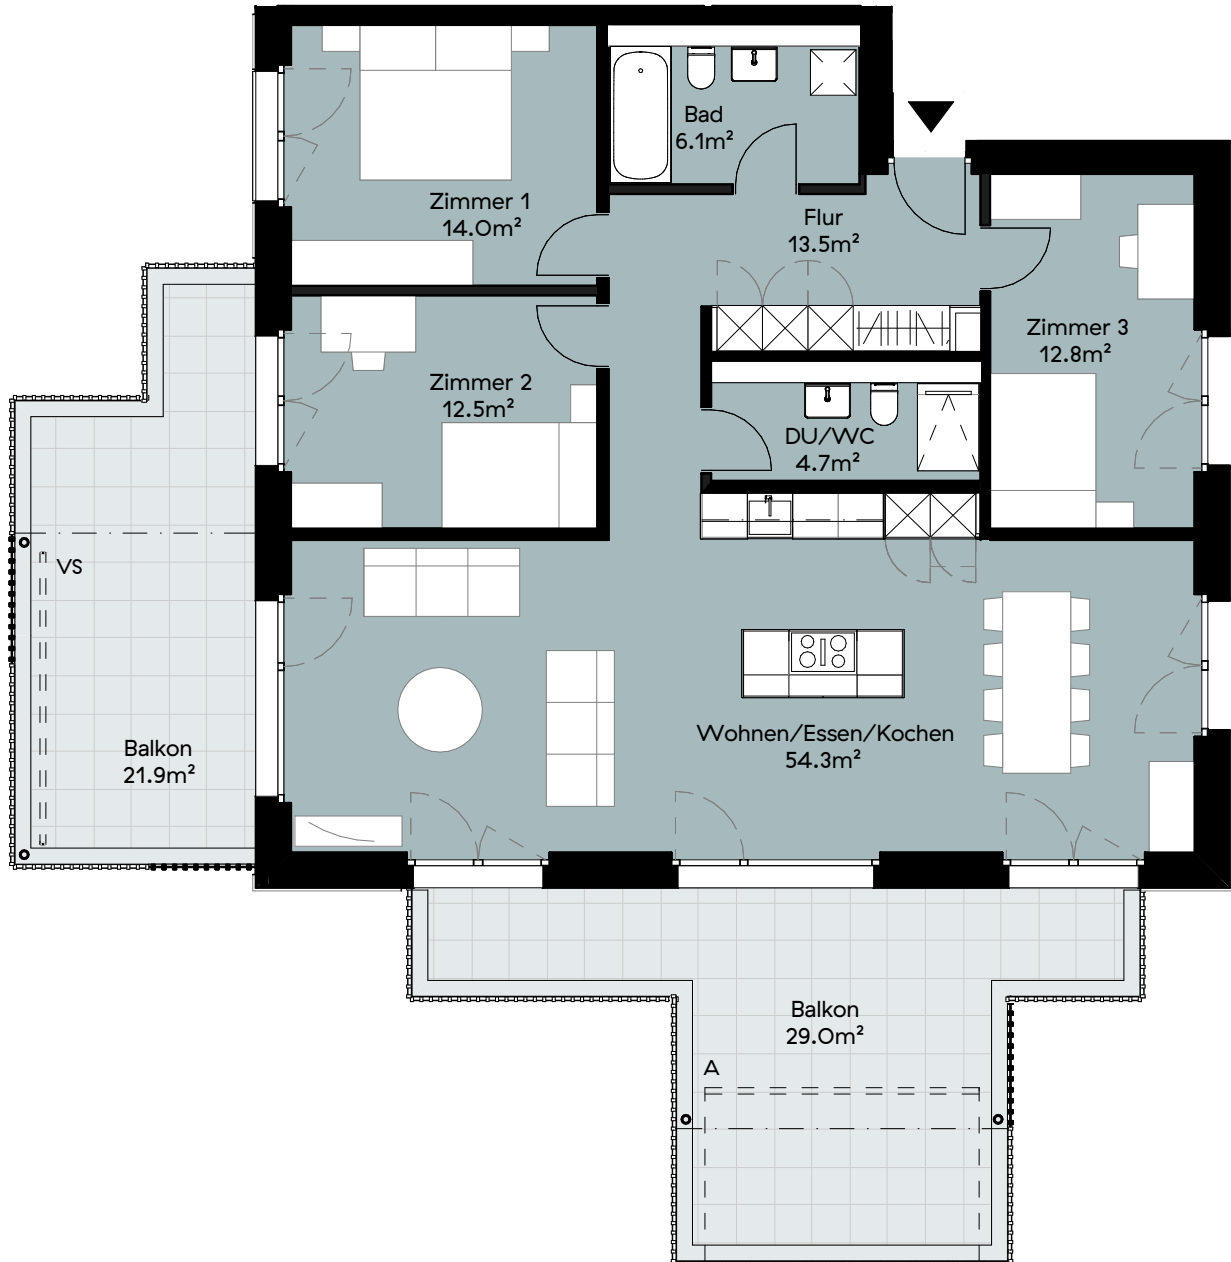 Bad
6.1m²
Zimmer 1
14.0m²
Flur
13.5m²
Zimmer 3
12.8m²
Zimmer 2
12.5m²
DU/WC
4.7m²
VS
Wohnen/Essen/Kochen
54.3m²
Balkon
21.9m²
Balkon
29.0m²
A